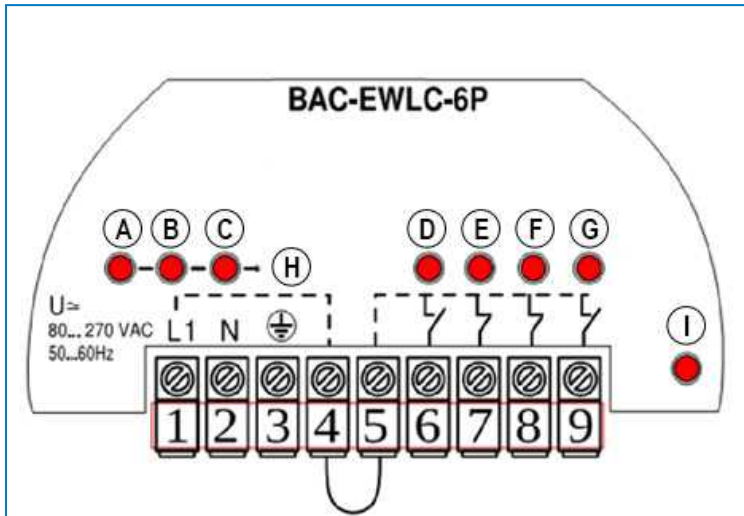 BAC-EWLC-6P
A B C D E F G
H
U≃
80...270 VAC L1 N
50...60Hz
I
1 2 3 4 5 6 7 8 9